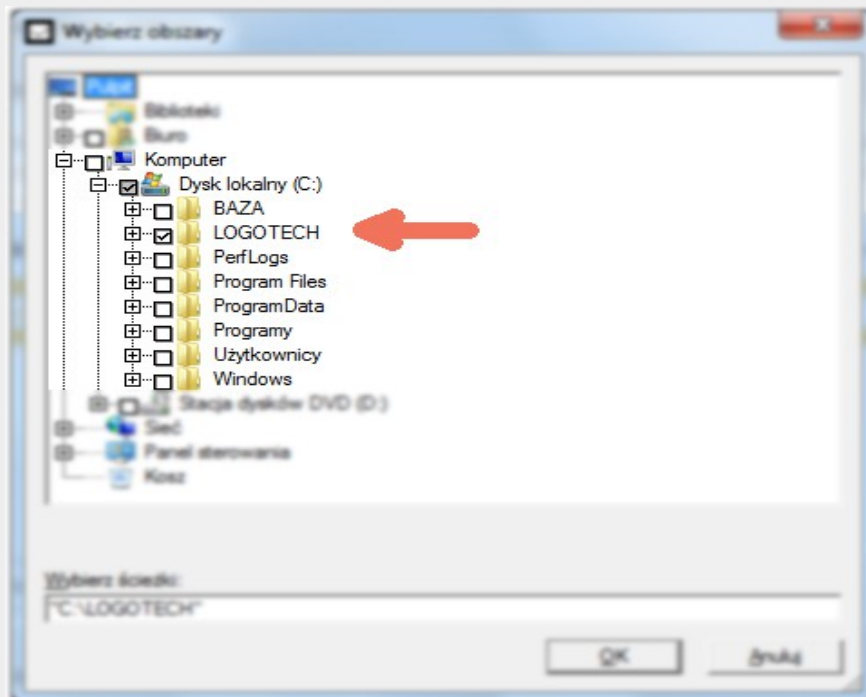 Wybierz obszary
Pulpit
Biblioteki
Biuro
Komputer
Dysk lokalny (C:)
BAZA
LOGOTECH
PerfLogs
Program Files
ProgramData
Programy
Użytkownicy
Windows
Stacja dysków DVD (D:)
Sieć
Panel sterowania
Kosz
Wybierz ścieżki:
"C:\LOGOTECH"
OK Anuluj